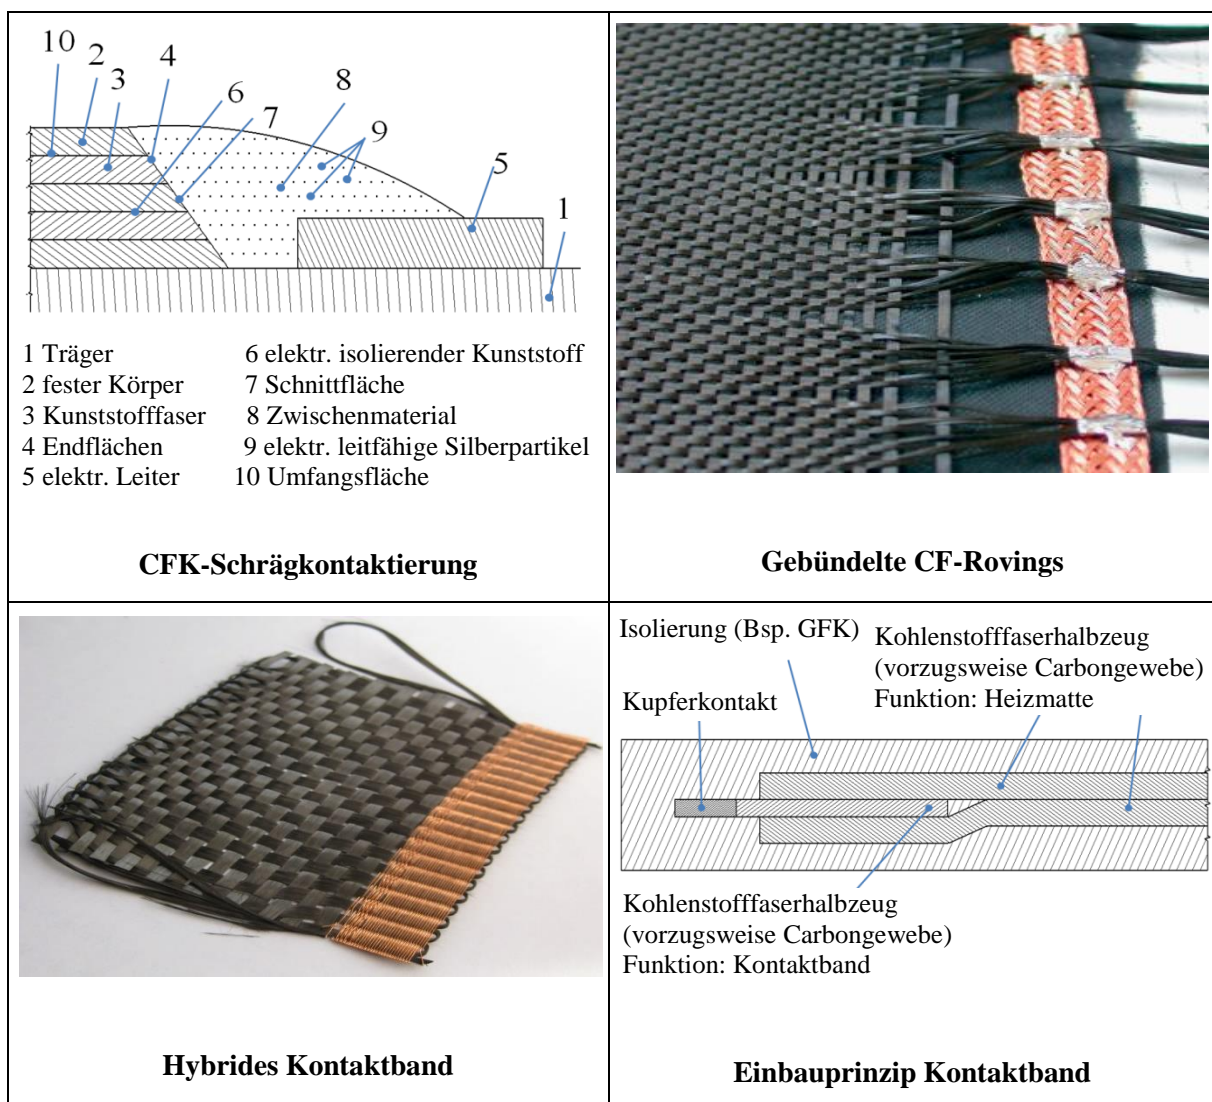 10
2
3
4
6
7
8
9
5
1
1 Träger 6 elektr. isolierender Kunststoff
2 fester Körper 7 Schnittfläche
3 Kunststofffaser 8 Zwischenmaterial
4 Endflächen 9 elektr. leitfähige Silberpartikel
5 elektr. Leiter 10 Umfangsfläche
CFK-Schrägkontaktierung
Gebündelte CF-Rovings
Hybrides Kontaktband
Isolierung (Bsp. GFK)
Kohlenstofffaserhalbzeug
(vorzugsweise Carbongewebe)
Funktion: Heizmatte
Kupferkontakt
Kohlenstofffaserhalbzeug
(vorzugsweise Carbongewebe)
Funktion: Kontaktband
Einbauprinzip Kontaktband